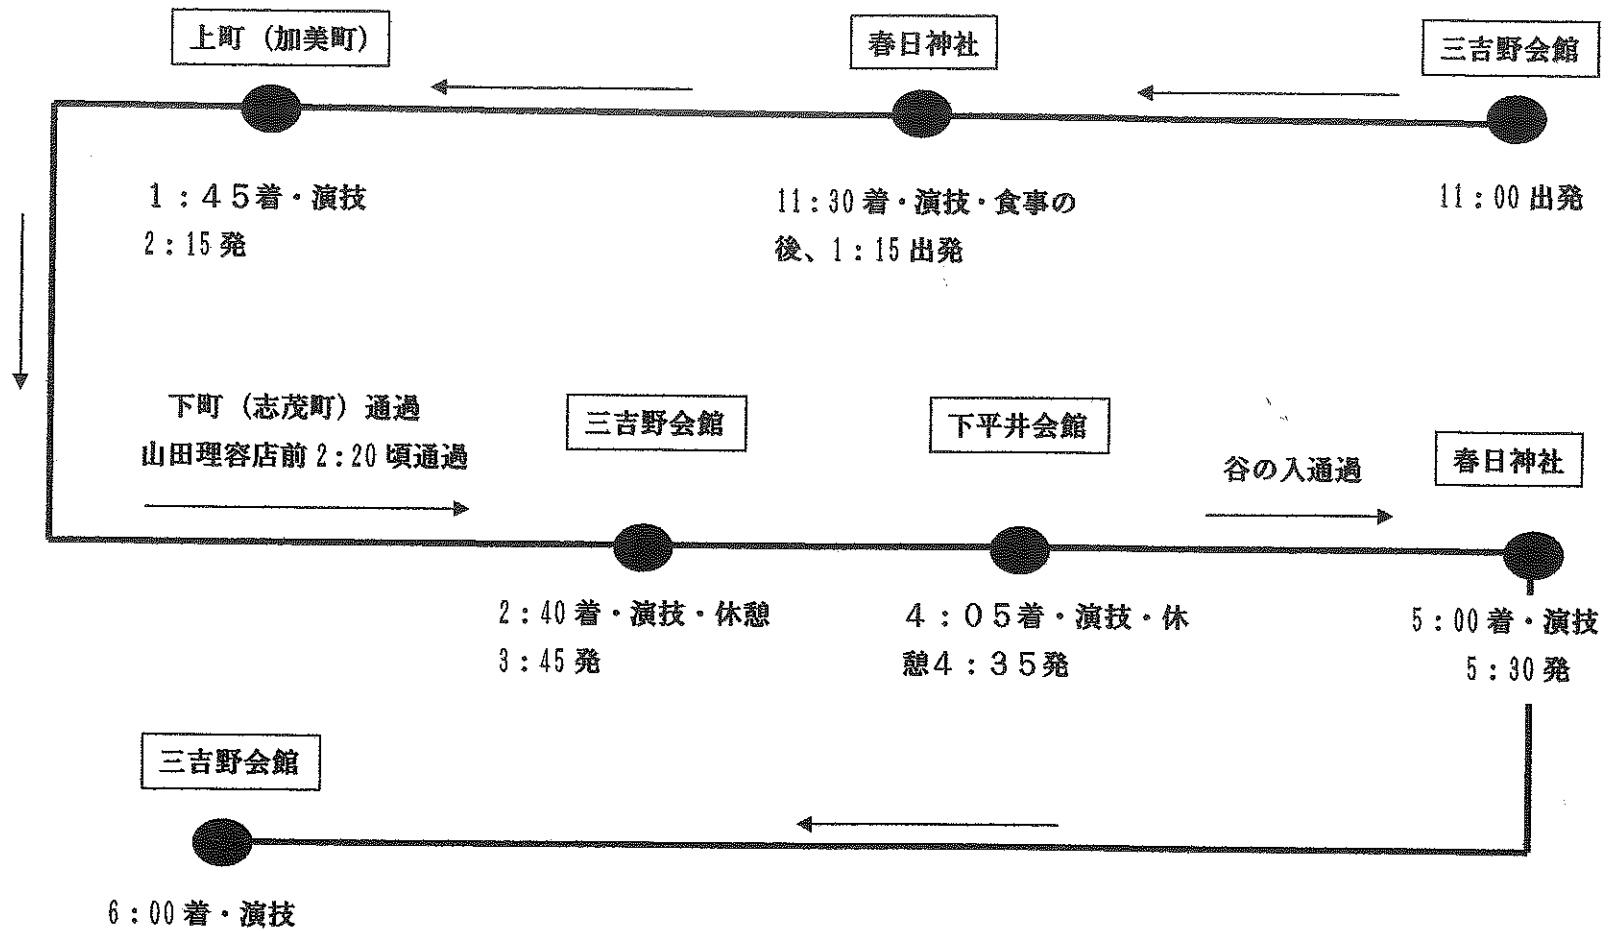 上町（加美町）
春日神社
三吉野会館
1：45着・演技
2：15発
11：30着・演技・食事の
後、1：15出発
11：00出発
下町（志茂町）通過
山田理容店前2：20頃通過
三吉野会館
下平井会館
谷の入通過
春日神社
2：40着・演技・休憩
3：45発
4：05着・演技・休
憩4：35発
5：00着・演技
5：30発
三吉野会館
6：00着・演技